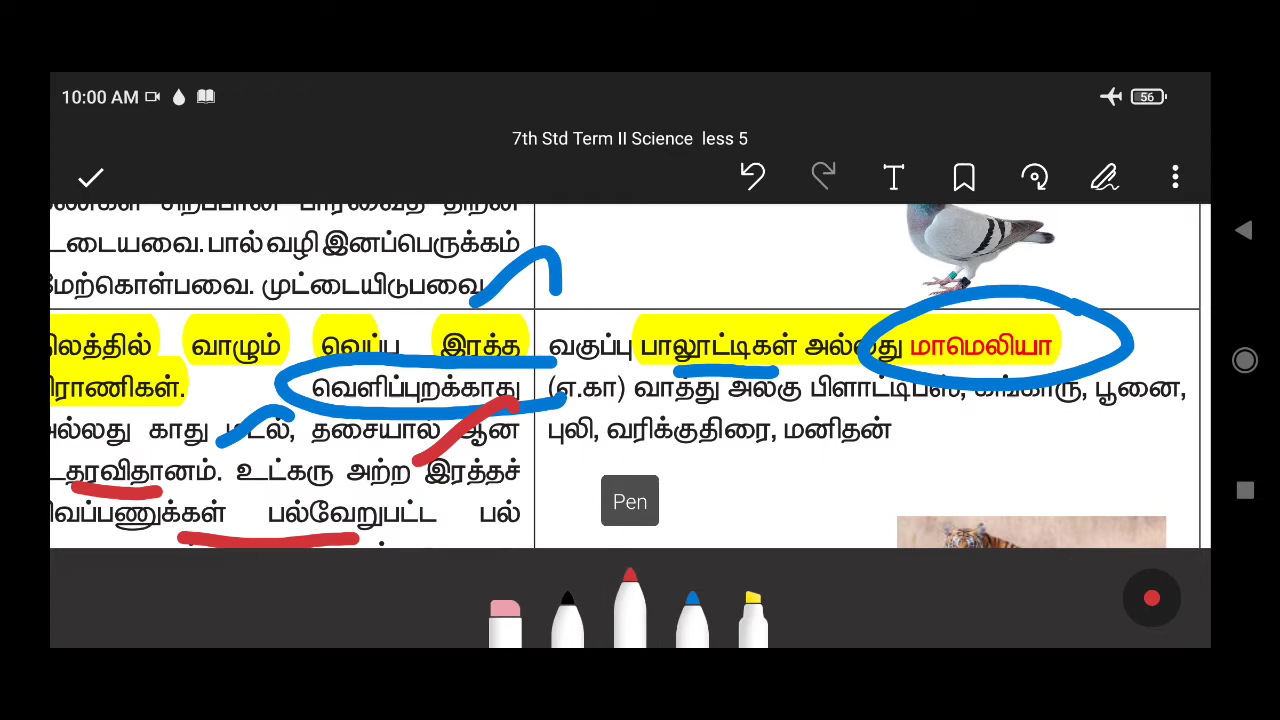 10:00 AM
56
7th Std Term II Science less 5
T
டையவை. பால் வழி இனப்பெருக்கம்
மேற்கொள்பவை. முட்டையிடுபவை
நிலத்தில் வாழும் வெப்ப இரத்த
பிராணிகள். வெளிப்புறக்காது
அல்லது காது மடல், தசையால் ஆன
உதரவிதானம். உட்கரு அற்ற இரத்தச்
சிவப்பணுக்கள் பல்வேறுபட்ட பல்
வகுப்பு பாலூட்டிகள் அல்லது மாமெலியா
(எ.கா) வாத்து அலகு பிளாட்டிபஸ், கங்காரு, பூனை,
புலி, வரிக்குதிரை, மனிதன்
Pen